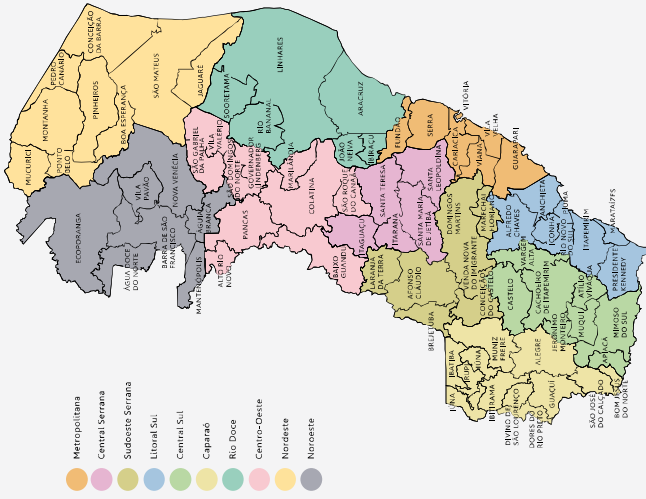 CONCEIÇÃO
DA BARRA
PEDRO
CANÁRIO
MONTANHA
PINHEIROS
MUCURICI
PONTO
BELO
BOA ESPERANÇA
SÃO MATEUS
JAGUARÉ
ECOPORANGA
VILA
PAVÃO
NOVA VENÉCIA
ÁGUA DOCE
DO NORTE
BARRA DE SÃO
FRANCISCO
ÁGUIA
BRANCA
MANTENÓPOLIS
SOORETAMA
LINHARES
RIO
BANANAL
ARACRUZ
JOÃO
NEIVA
IBIRAÇU
SÃO GABRIEL
DA PALHA
VILA
VALÉRIO
SÃO DOMINGOS
DO NORTE
GOVERNADOR
LINDENBERG
MARILÂNDIA
COLATINA
PANCAS
ALTO RIO
NOVO
SÃO ROQUE
DO CANAÃ
BAIXO
GUANDU
FUNDÃO
SERRA
VITÓRIA
CARIACICA
VIANA
VILA
VELHA
GUARAPARI
SANTA TERESA
SANTA
LEOPOLDINA
ITAGUAÇU
ITARANA
SANTA MARIA
DE JETIBÁ
DOMINGOS
MARTINS
MARECHAL
FLORIANO
LARANJA
DA TERRA
AFONSO
CLÁUDIO
BREJETUBA
VENDA NOVA
DO IMIGRANTE
CONCEIÇÃO
DO CASTELO
ALFREDO
CHAVES
ANCHIETA
ICONHA
PIÚMA
RIO NOVO
DO SUL
ITAPEMIRIM
MARATAÍZES
PRESIDENTE
KENNEDY
VARGEM
ALTA
CASTELO
CACHOEIRO
DE ITAPEMIRIM
JERÔNIMO
MONTEIRO
MUQUI
ATÍLIO
VIVÁCQUA
APIACÁ
MIMOSO
DO SUL
IBATIBA
IRUPI
IÚNA
MUNIZ
FREIRE
ALEGRE
IBITIRAMA
DIVINO DE
SÃO LOURENÇO
DORES DO
RIO PRETO
GUAÇUÍ
SÃO JOSÉ
DO CALÇADO
BOM JESUS
DO NORTE
Metropolitana
Central Serrana
Sudoeste Serrana
Litoral Sul
Central Sul
Caparaó
Rio Doce
Centro-Oeste
Nordeste
Noroeste